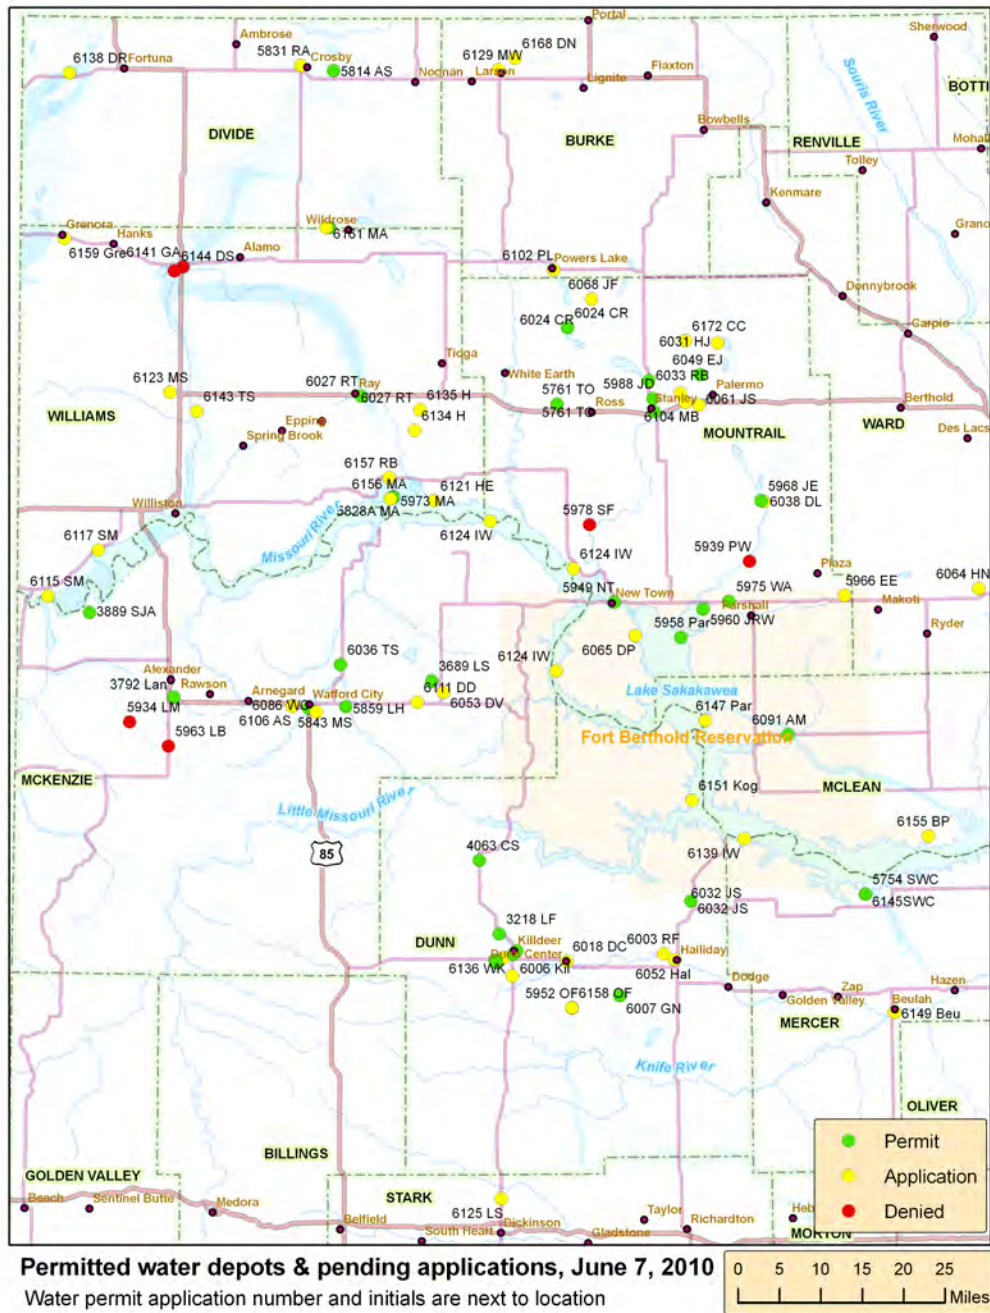 Portal
Ambrose
Sherwood
6138 DR
Fortuna
5831 RA
Crosby
5814 AS
6129 MW
6168 DN
Noonan
Larson
Lignite
Flaxton
Souris River
BOTTI
DIVIDE
BURKE
Bowbells
RENVILLE
Mohal
Tolley
Kenmare
Grenora
Hanks
Wildrose
6161 MA
Grano
6159 Gre
6141 GA
6144 DS
Alamo
6102 PL
Powers Lake
6068 JF
6024 CR
6024 CR
Donnybrook
Carpio
6172 CC
6031 HJ
6049 EJ
Tioga
White Earth
5988 JD
6033 RB
6123 MS
6143 TS
6027 RT
Ray
6027 RT
6135 H
6134 H
5761 TO
5761 TO
Ross
Stanley
6104 MB
Palermo
6061 JS
Berthold
WILLIAMS
Epping
Spring Brook
MOUNTRAIL
WARD
Des Lacs
6157 RB
6156 MA
6121 HE
5973 MA
5828A MA
5968 JE
6038 DL
Williston
Missouri River
5978 SF
6124 IW
6117 SM
6124 IW
5939 PW
Plaza
6115 SM
3889 SJA
5949 NT
New Town
5975 WA
5966 EE
6064 HN
Parshall
5958 Par
5960 JRW
Makoti
Ryder
6065 DP
6124 IW
6036 TS
3689 LS
Alexander
3792 Lan
Rawson
Arnegard
Watford City
6111 DD
6053 DV
6086 WC
6106 AS
5843 MS
5859 LH
Lake Sakakawea
6147 Par
6091 AM
5934 LM
5963 LB
Fort Berthold Reservation
MCKENZIE
MCLEAN
Little Missouri River
6151 Kog
85
6139 IW
6155 BP
4063 CS
5754 SWC
6145SWC
6032 JS
6032 JS
3218 LF
DUNN
Killdeer
Dunn Center
6018 DC
6003 RF
Halliday
6136 WK
6006 Kil
6052 Hal
5952 OF
6158 OF
6007 GN
Dodge
Golden Valley
Zap
Hazen
Beulah
6149 Beu
MERCER
Knife River
OLIVER
BILLINGS
GOLDEN VALLEY
STARK
Beach
Sentinel Butte
Medora
6125 LS
Belfield
South Heart
Dickinson
Gladstone
Taylor
Richardton
Heb
MORTON
Permit
Application
Denied
Permitted water depots & pending applications, June 7, 2010
Water permit application number and initials are next to location
0 5 10 15 20 25
Miles